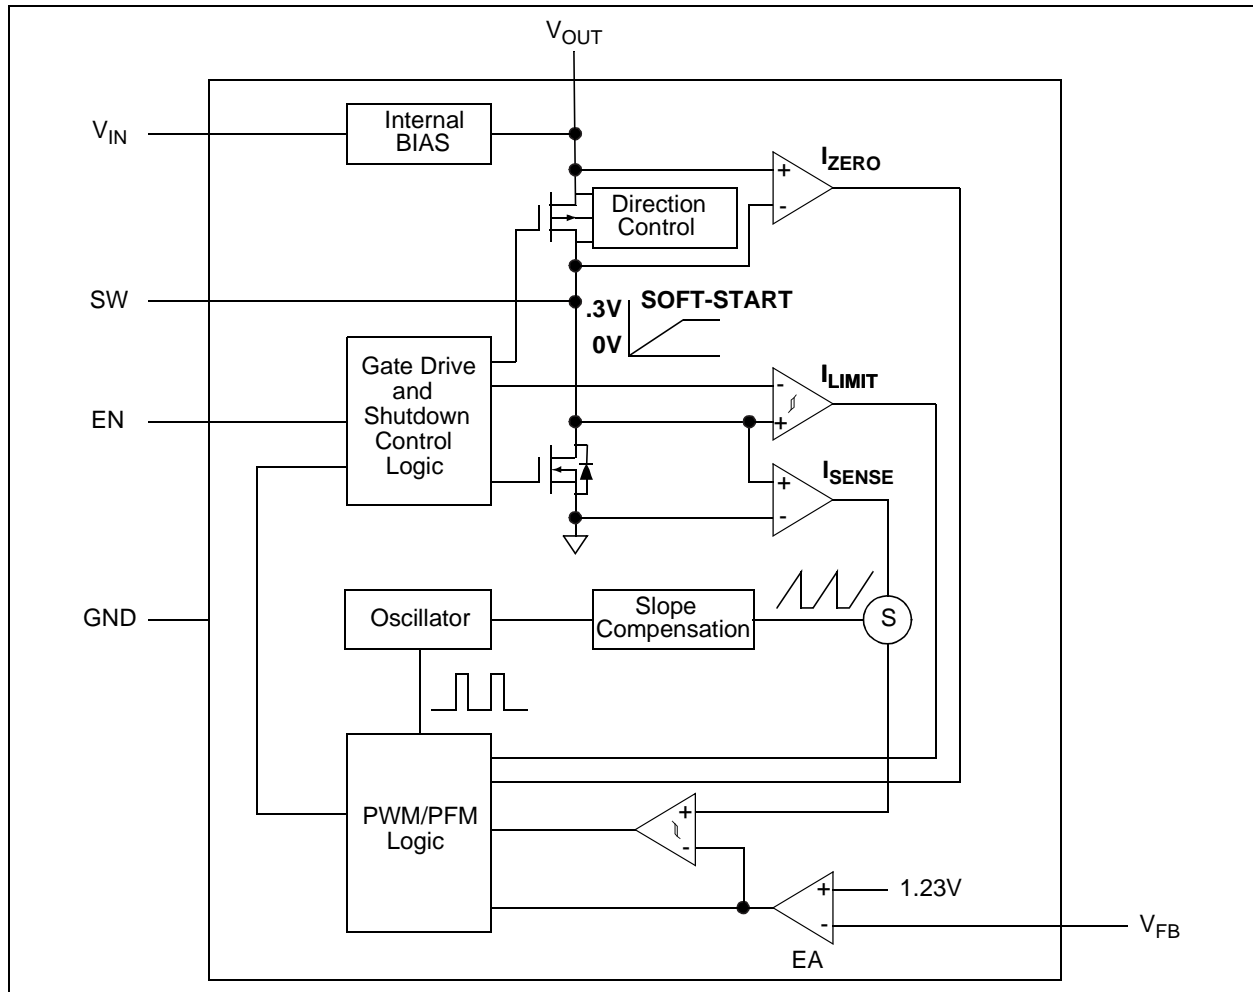 VOUT
VIN
Internal
BIAS
IZERO
+
-
Direction
Control
SW
.3V
SOFT-START
0V
Gate Drive
and
Shutdown
Control
Logic
ILIMIT
-
+
EN
ISENSE
+
-
GND
Oscillator
Slope
Compensation
S
PWM/PFM
Logic
+
-
+
1.23V
-
VFB
EA